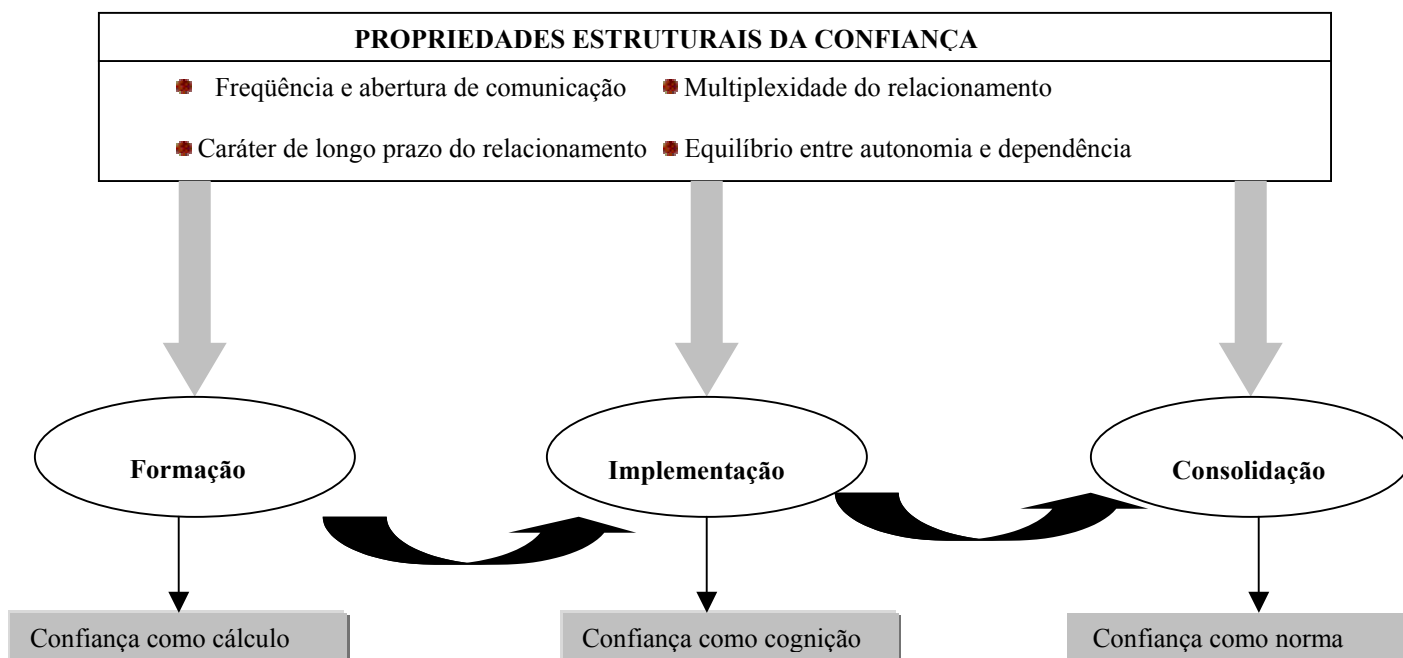 PROPRIEDADES ESTRUTURAIS DA CONFIANÇA
Freqüência e abertura de comunicação Multiplexidade do relacionamento
Caráter de longo prazo do relacionamento Equilíbrio entre autonomia e dependência
Formação Implementação Consolidação
Confiança como cálculo Confiança como cognição Confiança como norma